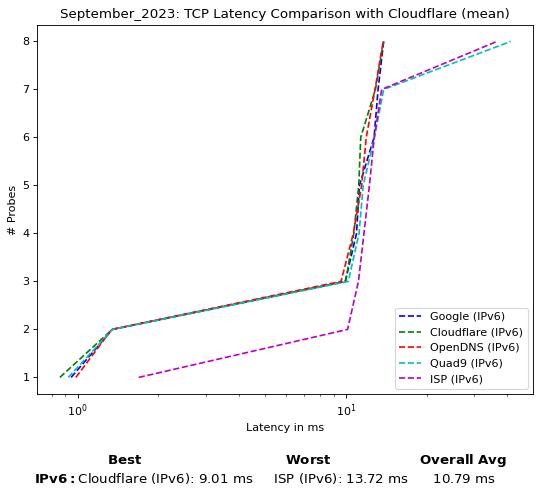 September_2023: TCP Latency Comparison with Cloudflare (mean)
8
7
6
5
4
3
2
1
# Probes
Google (IPv6)
Cloudflare (IPv6)
OpenDNS (IPv6)
Quad9 (IPv6)
ISP (IPv6)
10⁰ 10¹
Latency in ms
Best Worst Overall Avg
IPv6: Cloudflare (IPv6): 9.01 ms ISP (IPv6): 13.72 ms 10.79 ms